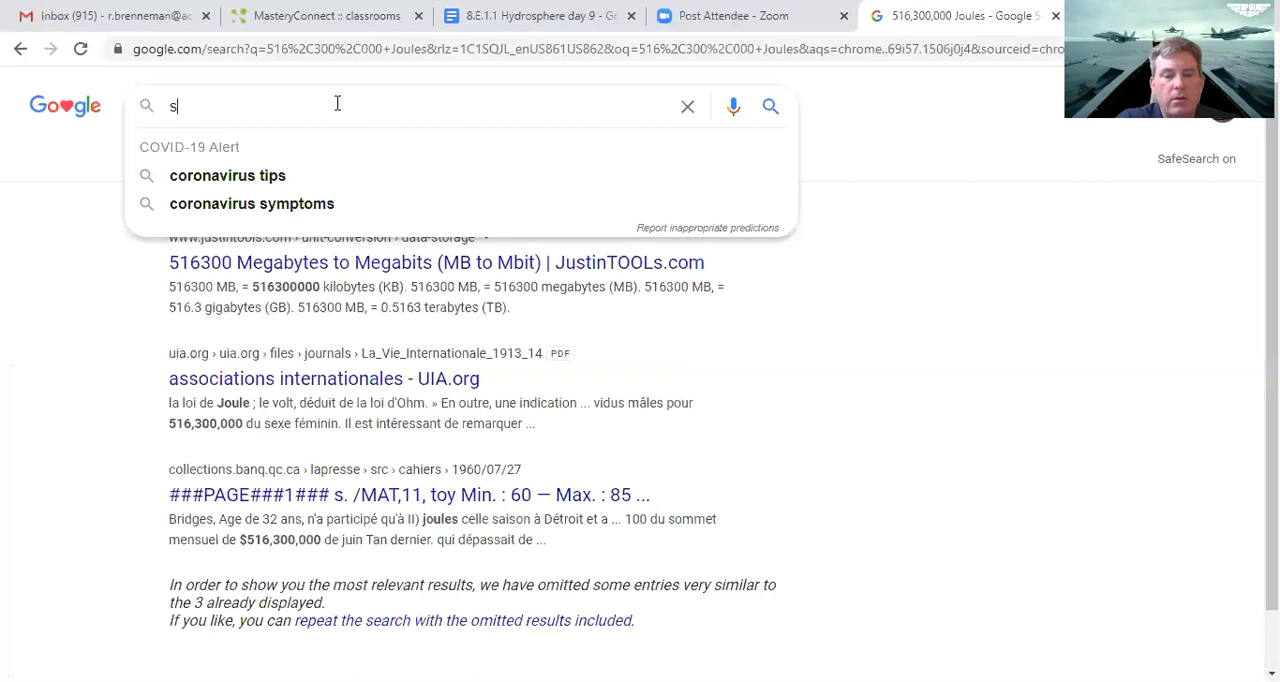 inbox (915) - r.brenneman@ac
MasteryConnect :: classrooms
8.E.1.1 Hydrosphere day 9 - G
Post Attendee - Zoom
516,300,000 Joules - Google S
google.com/search?q=516%2C300%2C000+Joules&rlz=1C1SQJL_enUS861US862&oq=516%2C300%2C000+Joules&aqs=chrome..69i57.1506j0j4&sourceid=chro
Google
s
COVID-19 Alert
coronavirus tips
coronavirus symptoms
Report inappropriate predictions
SafeSearch on
www.justintools.com › unit-conversion › data-storage
516300 Megabytes to Megabits (MB to Mbit) | JustinTOOLs.com
516300 MB, = 516300000 kilobytes (KB). 516300 MB, = 516300 megabytes (MB). 516300 MB, =
516.3 gigabytes (GB). 516300 MB, = 0.5163 terabytes (TB).
uia.org › uia.org › files › journals › La_Vie_Internationale_1913_14 PDF
associations internationales - UIA.org
la loi de Joule ; le volt, déduit de la loi d'Ohm. » En outre, une indication ... vidus mâles pour
516,300,000 du sexe féminin. Il est intéressant de remarquer ...
collections.banq.qc.ca › lapresse › src › cahiers › 1960/07/27
###PAGE###1### s. /MAT,11, toy Min. : 60 — Max. : 85 ...
Bridges, Age de 32 ans, n'a participé qu'à II) joules celle saison à Détroit et a ... 100 du sommet
mensuel de $516,300,000 de juin Tan dernier. qui dépassait de ...
In order to show you the most relevant results, we have omitted some entries very similar to
the 3 already displayed.
If you like, you can repeat the search with the omitted results included.